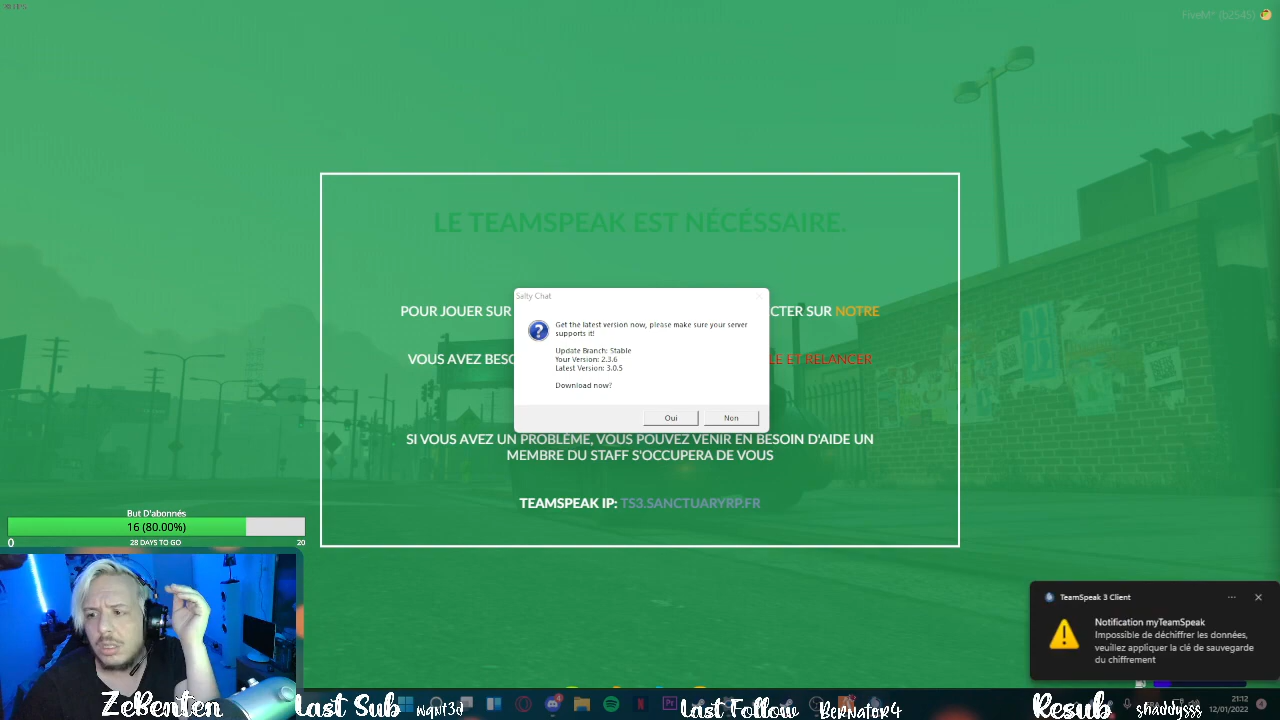 FiveM* (b2545)
LE TEAMSPEAK EST NÉCÉSSAIRE.
POUR JOUER SUR
CTER SUR NOTRE
VOUS AVEZ BESO
LE ET RELANCER
Salty Chat
Get the latest version now, please make sure your server
supports it!
Update Branch: Stable
Your Version: 2.3.6
Latest Version: 3.0.5
Download now?
Oui
Non
SI VOUS AVEZ UN PROBLÈME, VOUS POUVEZ VENIR EN BESOIN D'AIDE UN
MEMBRE DU STAFF S'OCCUPERA DE VOUS
TEAMSPEAK IP: TS3.SANCTUARYRP.FR
But D'abonnés
16 (80.00%)
0
28 DAYS TO GO
20
TeamSpeak 3 Client
Notification myTeamSpeak
Impossible de déchiffrer les données,
veuillez appliquer la clé de sauvegarde
du chiffrement
ZeBenten
Last Sub
want3d
Last Follow
Bernator4
Resub
shaddysss
21:12
12/01/2022